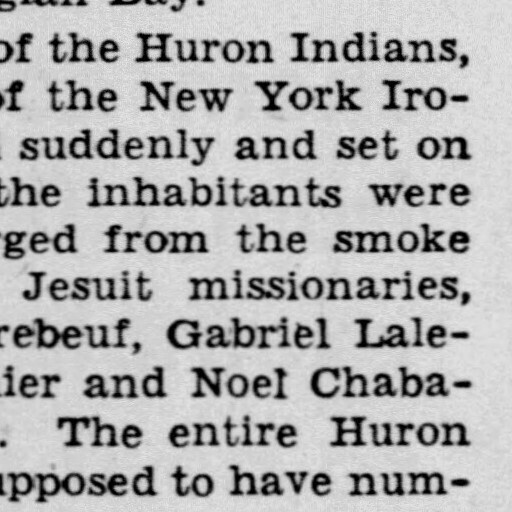 of the Huron Indians,
of the New York Iro-
suddenly and set on
the inhabitants were
rged from the smoke
Jesuit missionaries,
rebeuf, Gabriel Lale-
ier and Noel Chaba-
. The entire Huron
upposed to have num-